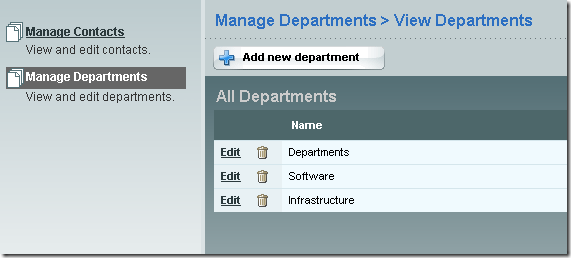 Manage Contacts
View and edit contacts.
Manage Departments
View and edit departments.
Manage Departments > View Departments
Add new department
All Departments
Name
Edit Departments
Edit Software
Edit Infrastructure